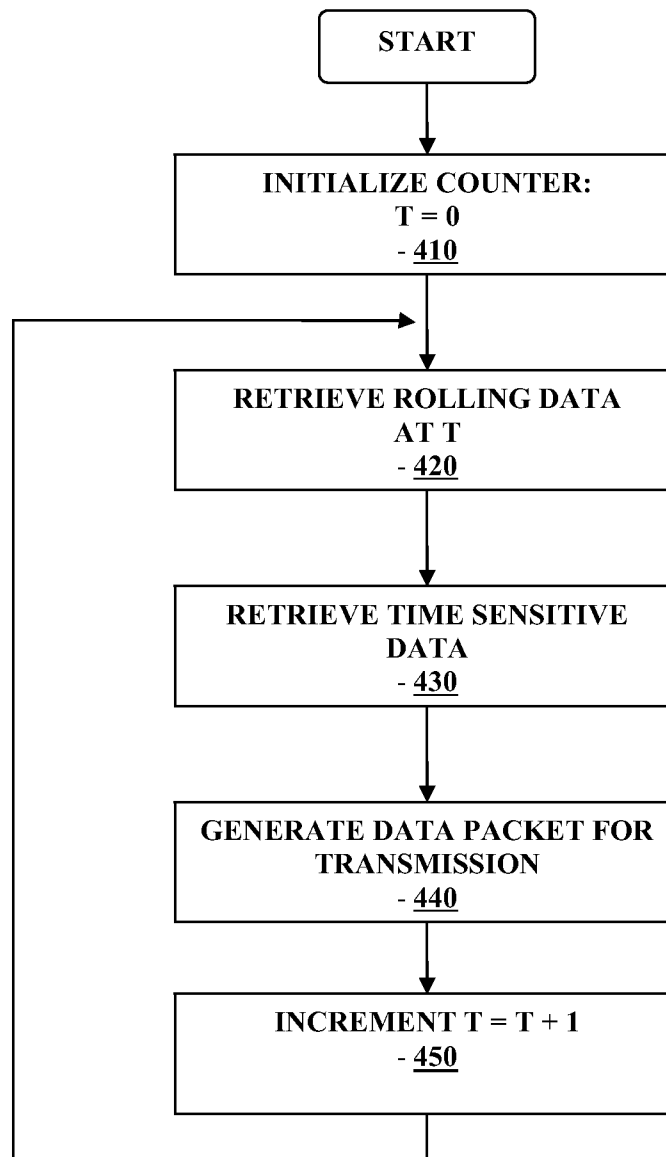 START
INITIALIZE COUNTER:
T = 0
- 410
RETRIEVE ROLLING DATA
AT T
- 420
RETRIEVE TIME SENSITIVE
DATA
- 430
GENERATE DATA PACKET FOR
TRANSMISSION
- 440
INCREMENT T = T + 1
- 450